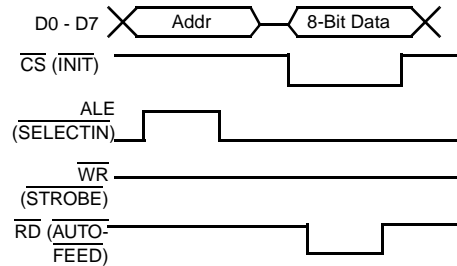 D0 - D7 Addr 8-Bit Data
CS (INIT)
ALE
(SELECTIN)
WR
(STROBE)
RD (AUTO-
FEED)